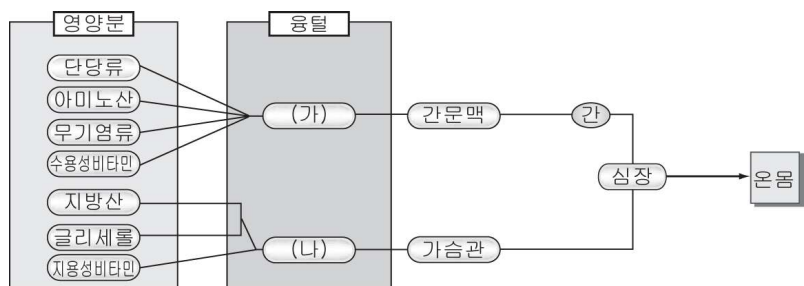 영양분
융털
단당류
아미노산
무기염류
수용성비타민
(가)
간문맥
간
심장
온몸
지방산
글리세롤
지용성비타민
(나)
가슴관